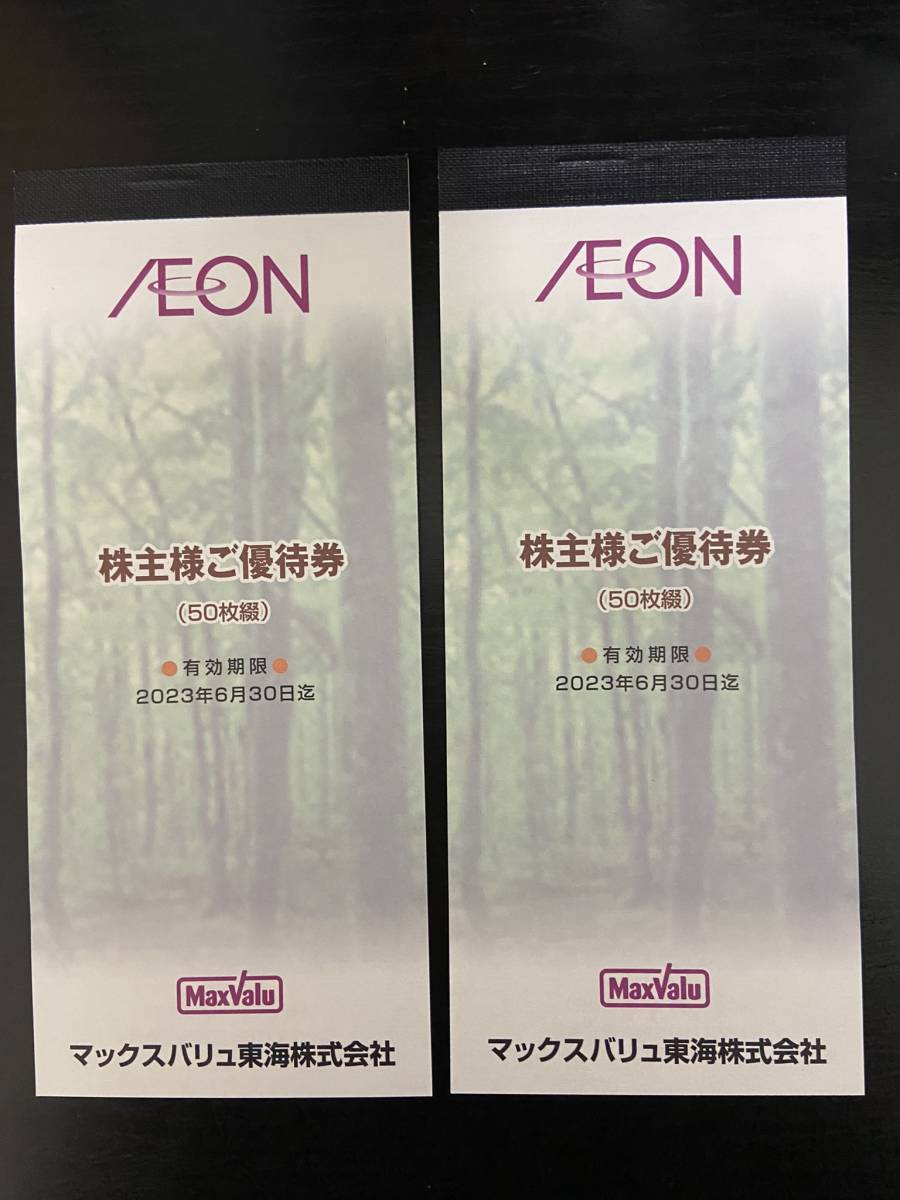 ÆON
株主様ご優待券
（50枚綴）
●有効期限●
2023年6月30日迄
MaxValu
マックスバリュ東海株式会社
ÆON
株主様ご優待券
（50枚綴）
●有効期限●
2023年6月30日迄
MaxValu
マックスバリュ東海株式会社